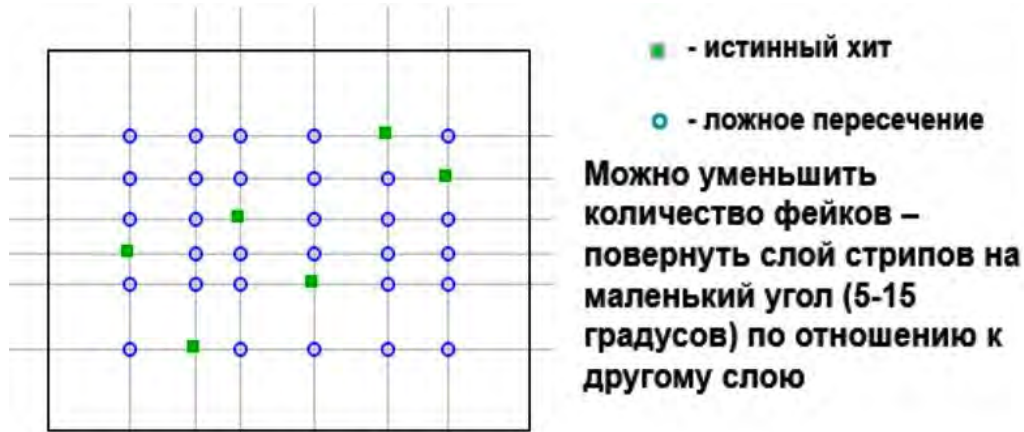 - истинный хит
- ложное пересечение
Можно уменьшить
количество фейков –
повернуть слой стрипов на
маленький угол (5-15
градусов) по отношению к
другому слою